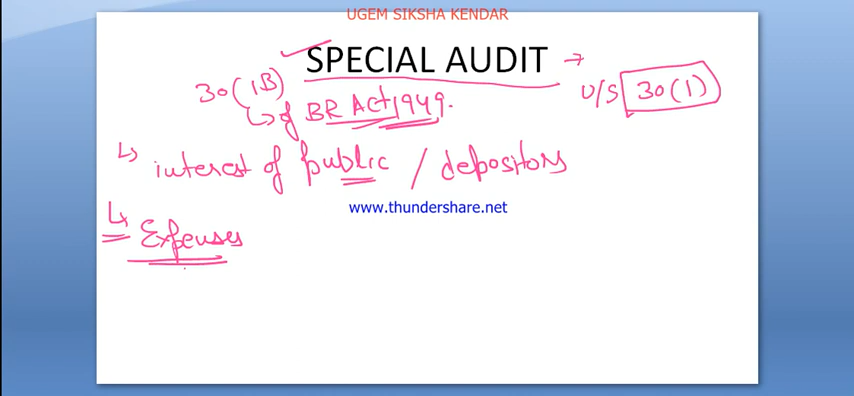 UGEM SIKSHA KENDAR
SPECIAL AUDIT →
30(1B) U/S 30(1)
↳ of BR Act, 1949.
↳ interest of public / depositors
www.thundershare.net
↳ Expenses